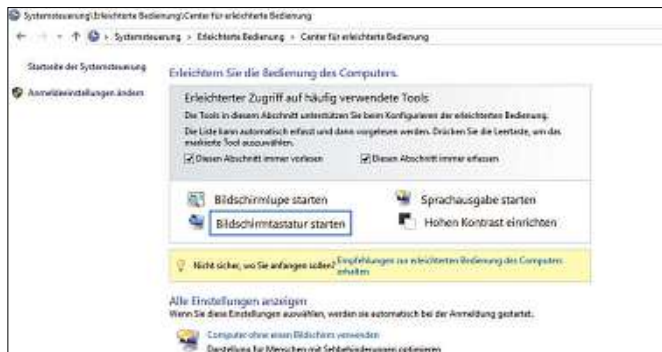 Systemsteuerung\Erleichterte Bedienung\Center für erleichterte Bedienung
Systemsteuerung > Erleichterte Bedienung > Center für erleichterte Bedienung
Startseite der Systemsteuerung
Anmeldeeinstellungen ändern
Erleichtern Sie die Bedienung des Computers.
Erleichterter Zugriff auf häufig verwendete Tools
Die Tools in diesem Abschnitt unterstützen Sie beim Konfigurieren der erleichterten Bedienung.
Die Liste kann automatisch erfasst und dann vorgelesen werden. Drücken Sie die Leertaste, um das
markierte Tool auszuwählen.
Diesen Abschnitt immer vorlesen
Diesen Abschnitt immer erfassen
Bildschirmlupe starten
Sprachausgabe starten
Bildschirmtastatur starten
Hohen Kontrast einrichten
Nicht sicher, wo Sie anfangen sollen? Empfehlungen zur erleichterten Bedienung des Computers
erhalten
Alle Einstellungen anzeigen
Wenn Sie diese Einstellungen auswählen, werden sie automatisch bei der Anmeldung gestartet.
Computer ohne einen Bildschirm verwenden
Darstellung für Menschen mit Sehbehinderungen optimieren